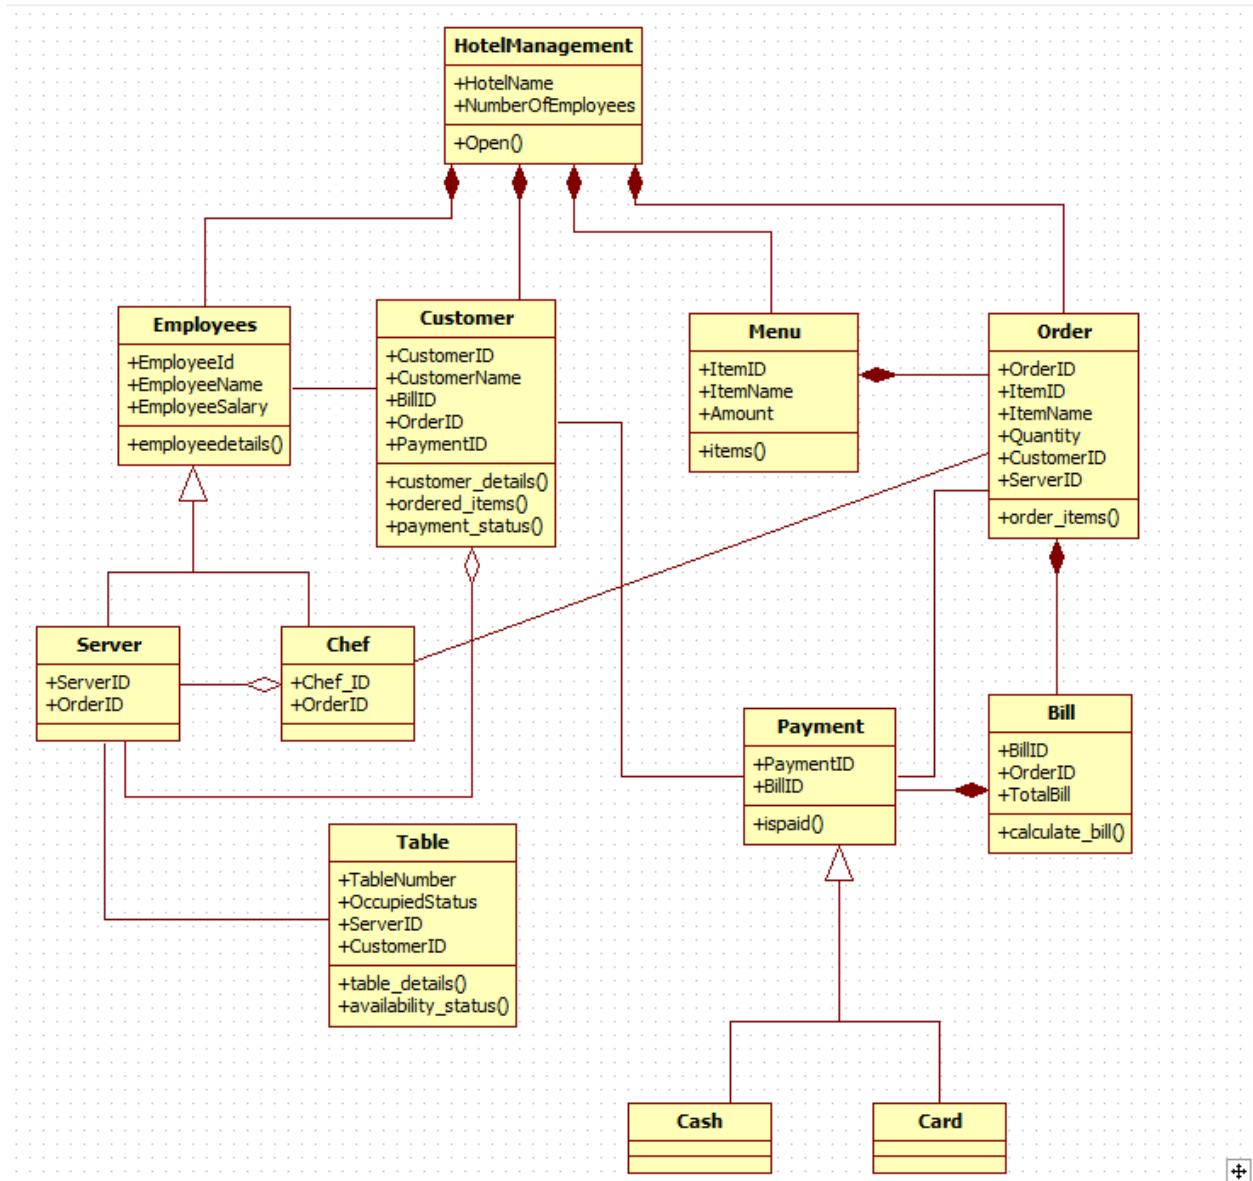 HotelManagement
+HotelName
+NumberOfEmployees
+Open()
Employees
+EmployeeId
+EmployeeName
+EmployeeSalary
+employeedetails()
Customer
+CustomerID
+CustomerName
+BillID
+OrderID
+PaymentID
+customer_details()
+ordered_items()
+payment_status()
Menu
+ItemID
+ItemName
+Amount
+items()
Order
+OrderID
+ItemID
+ItemName
+Quantity
+CustomerID
+ServerID
+order_items()
Server
+ServerID
+OrderID
Chef
+Chef_ID
+OrderID
Payment
+PaymentID
+BillID
+ispaid()
Bill
+BillID
+OrderID
+TotalBill
+calculate_bill()
Table
+TableNumber
+OccupiedStatus
+ServerID
+CustomerID
+table_details()
+availability_status()
Cash
Card